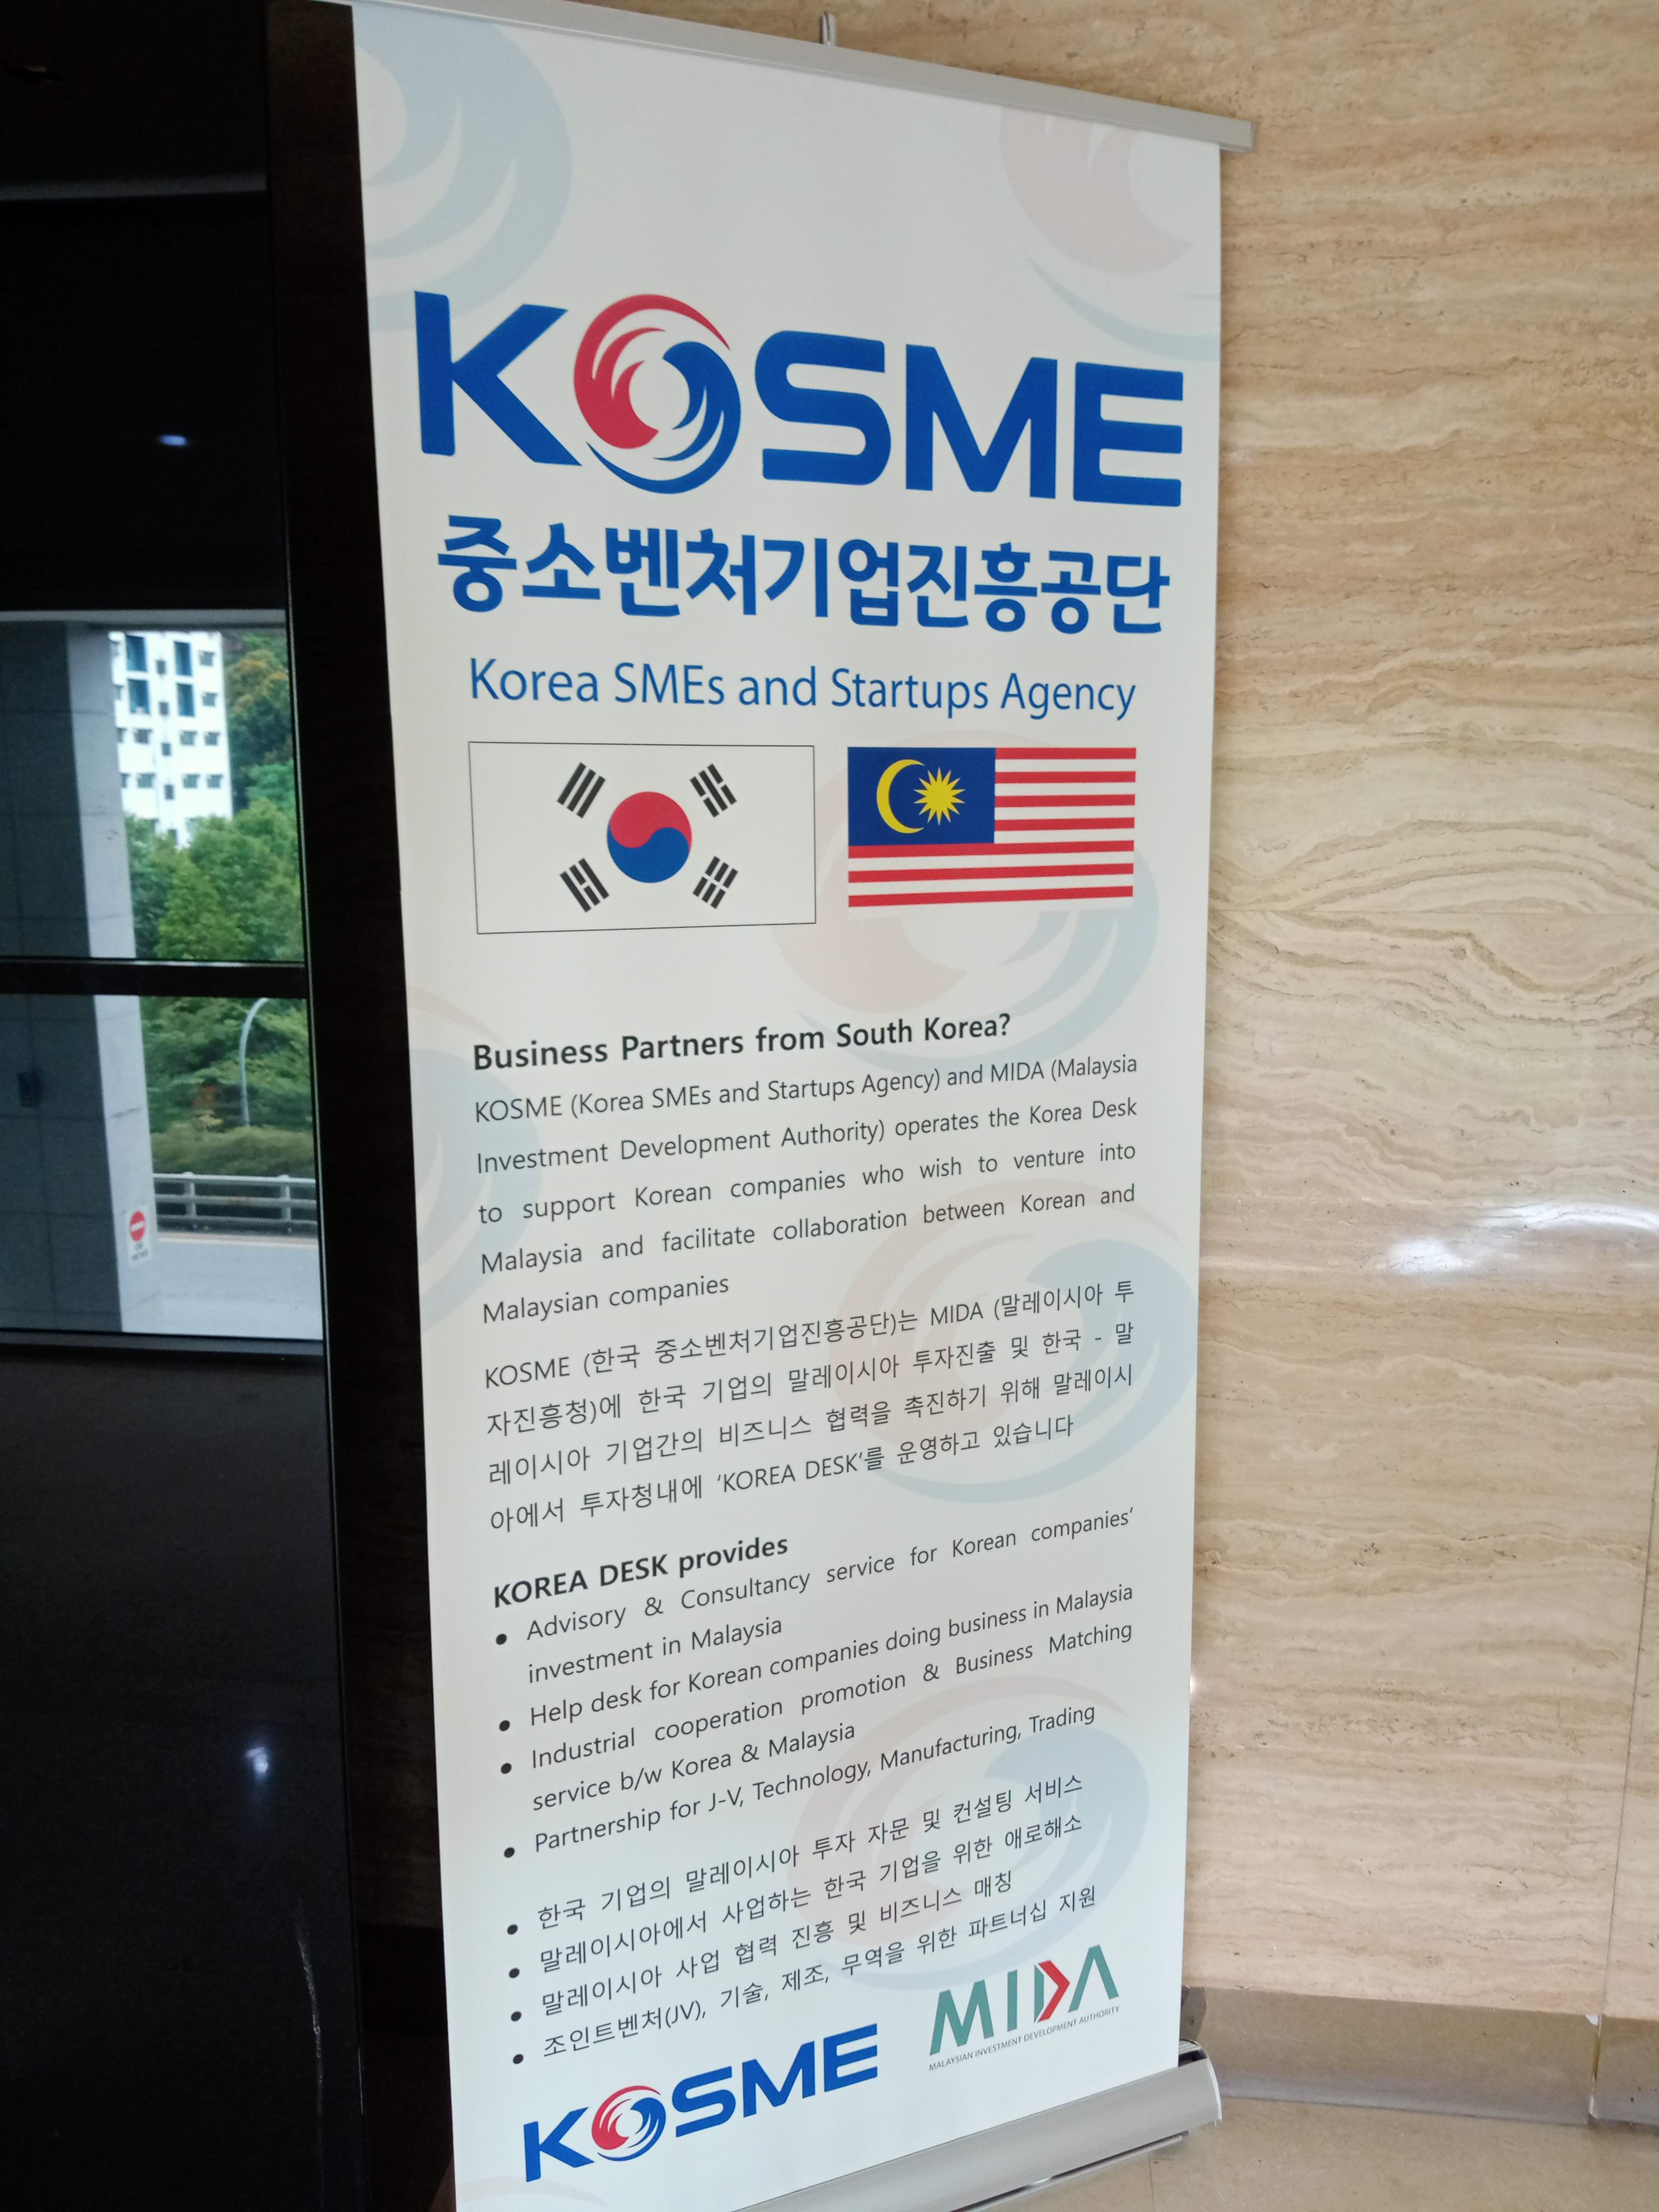 KOSME
중소벤처기업진흥공단
Korea SMEs and Startups Agency
Business Partners from South Korea?
KOSME (Korea SMEs and Startups Agency) and MIDA (Malaysia
Investment Development Authority) operates the Korea Desk
to support Korean companies who wish to venture into
Malaysia and facilitate collaboration between Korean and
Malaysian companies
KOSME (한국 중소벤처기업진흥공단)는 MIDA (말레이시아 투
자진흥청)에 한국 기업의 말레이시아 투자진출 및 한국 - 말
레이시아 기업간의 비즈니스 협력을 촉진하기 위해 말레이시
아에서 투자청내에 ‘KOREA DESK’를 운영하고 있습니다
KOREA DESK provides
• Advisory & Consultancy service for Korean companies’
investment in Malaysia
• Help desk for Korean companies doing business in Malaysia
• Industrial cooperation promotion & Business Matching
service b/w Korea & Malaysia
• Partnership for J-V, Technology, Manufacturing, Trading
• 한국 기업의 말레이시아 투자 자문 및 컨설팅 서비스
• 말레이시아에서 사업하는 한국 기업을 위한 애로해소
• 말레이시아 사업 협력 진흥 및 비즈니스 매칭
• 조인트벤처(JV), 기술, 제조, 무역을 위한 파트너십 지원
KOSME
MIDA
MALAYSIAN INVESTMENT DEVELOPMENT AUTHORITY